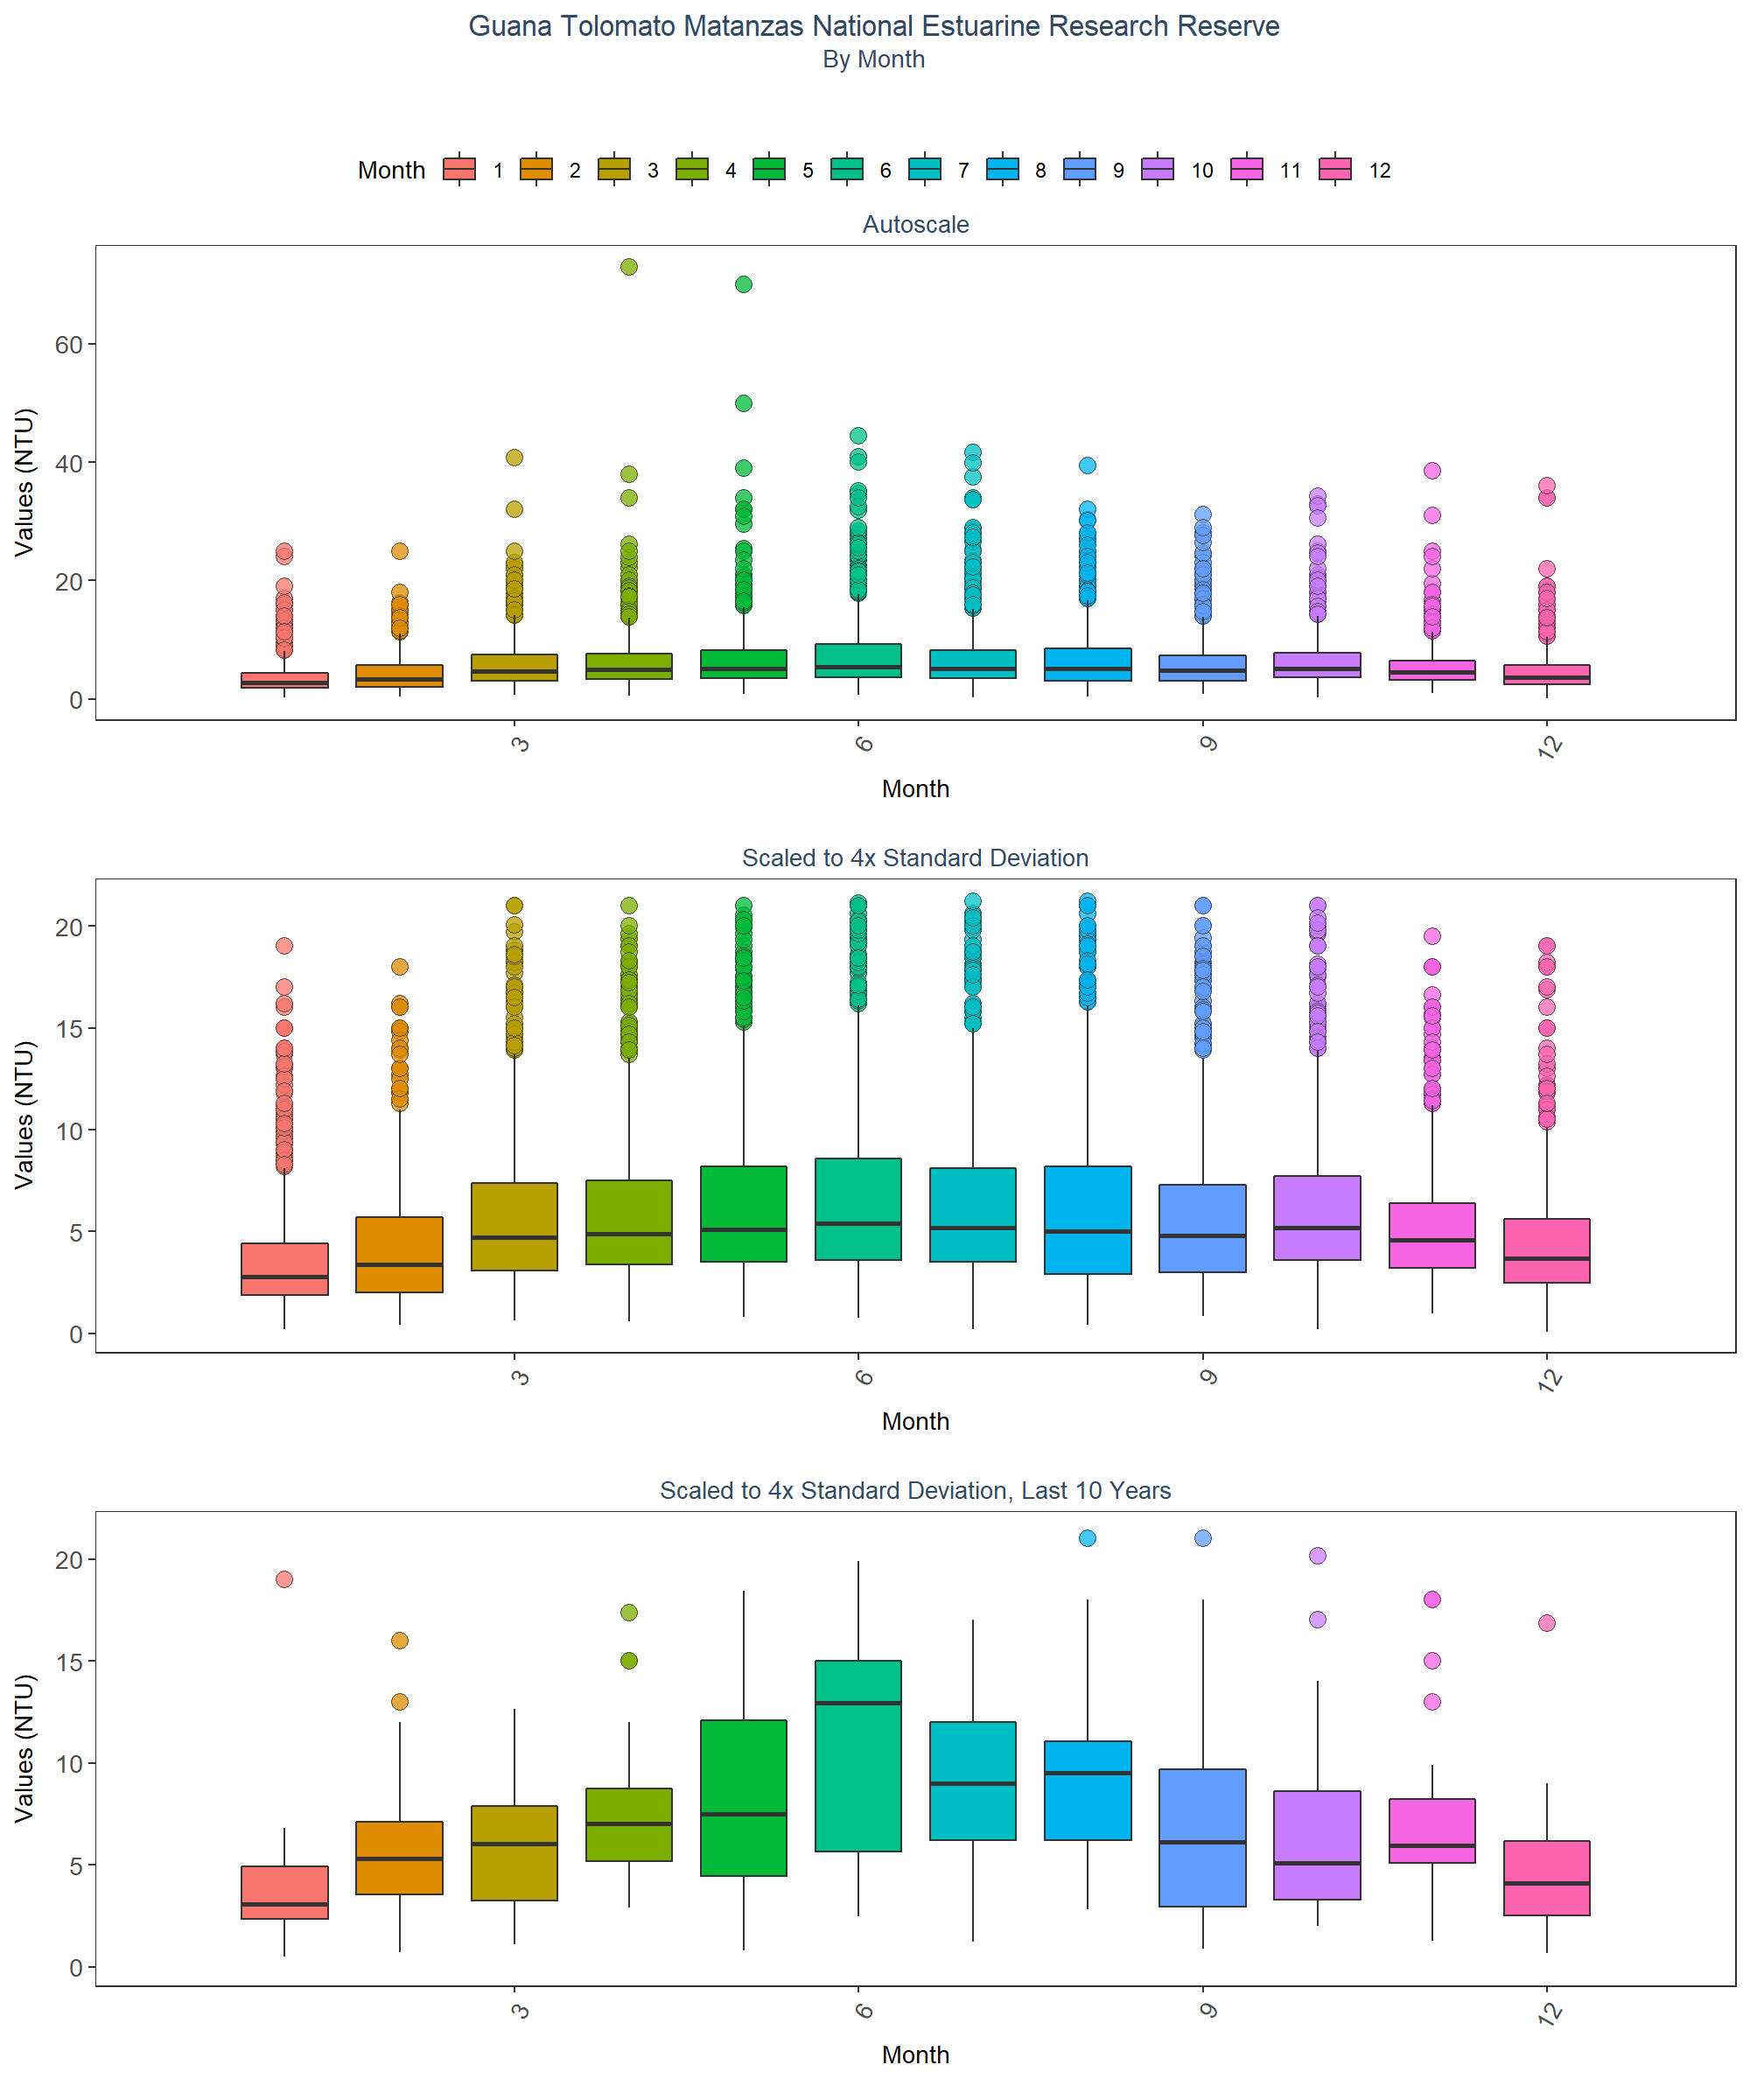 Guana Tolomato Matanzas National Estuarine Research Reserve
By Month
Month 1 2 3 4 5 6 7 8 9 10 11 12
Autoscale
Values (NTU)
60
40
20
0
3 6 9 12
Month
Scaled to 4x Standard Deviation
Values (NTU)
20
15
10
5
0
3 6 9 12
Month
Scaled to 4x Standard Deviation, Last 10 Years
Values (NTU)
20
15
10
5
0
3 6 9 12
Month